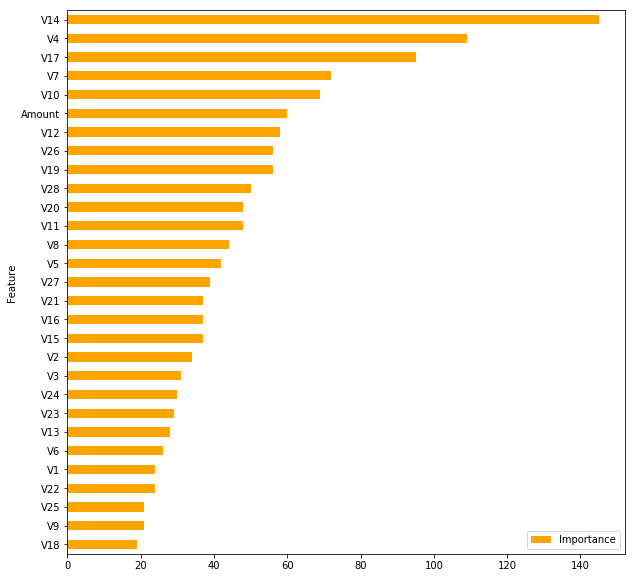 V14
V4
V17
V7
V10
Amount
V12
V26
V19
V28
V20
V11
V8
V5
V27
V21
V16
V15
V2
V3
V24
V23
V13
V6
V1
V22
V25
V9
V18
Feature
Importance
0 20 40 60 80 100 120 140